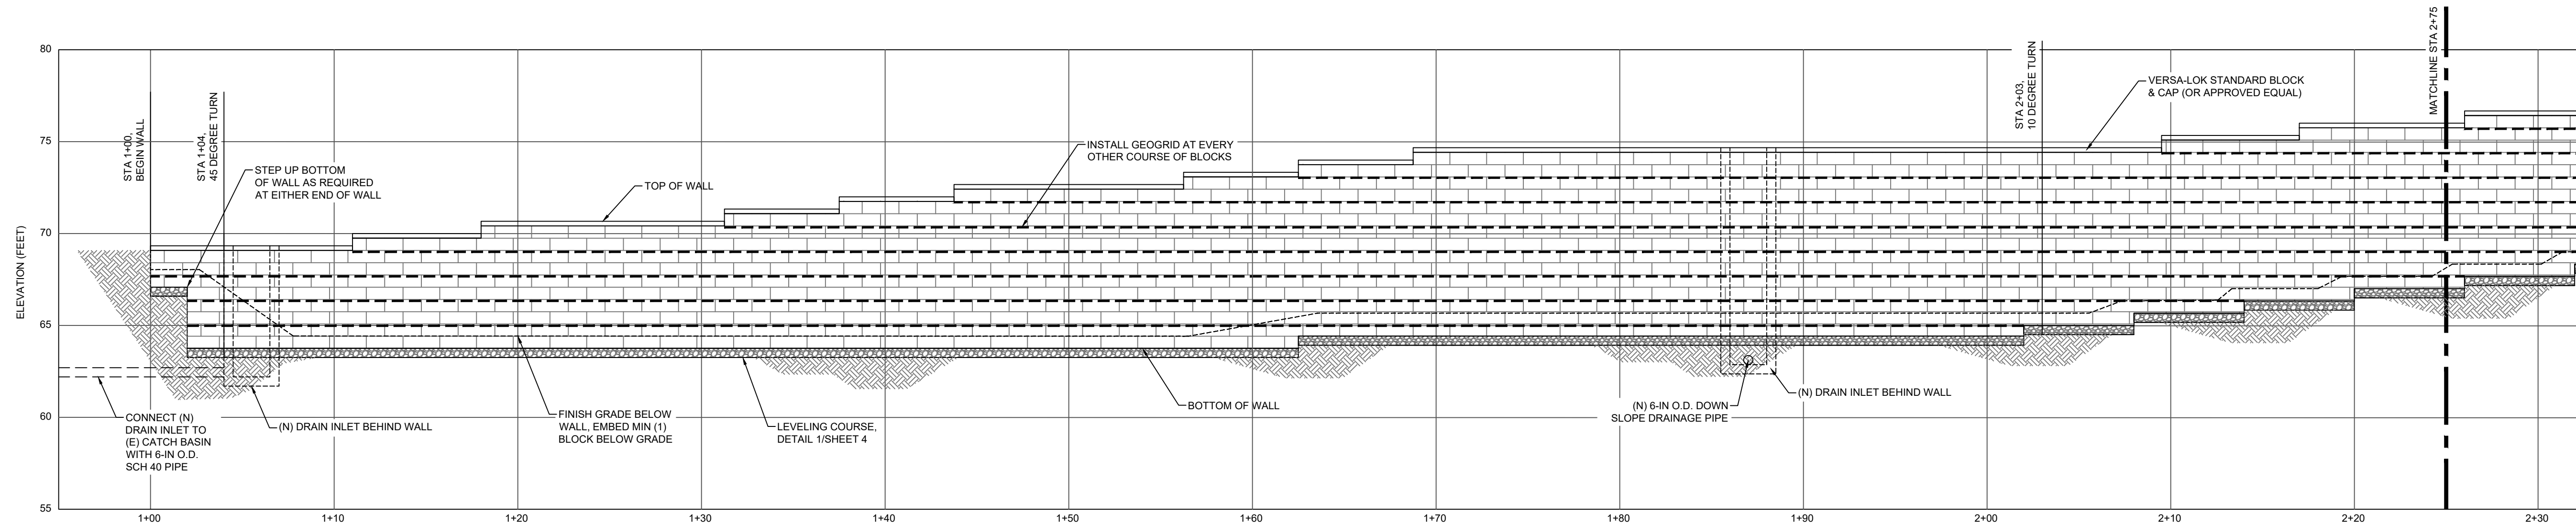 MATCHLINE STA 2+75
80
STA 2+03,
10 DEGREE TURN
VERSA-LOK STANDARD BLOCK
& CAP (OR APPROVED EQUAL)
75
STA 1+00,
BEGIN WALL
STA 1+04,
45 DEGREE TURN
INSTALL GEOGRID AT EVERY
OTHER COURSE OF BLOCKS
STEP UP BOTTOM
OF WALL AS REQUIRED
AT EITHER END OF WALL
TOP OF WALL
70
ELEVATION (FEET)
65
60
CONNECT (N)
DRAIN INLET TO
(E) CATCH BASIN
WITH 6-IN O.D.
SCH 40 PIPE
(N) DRAIN INLET BEHIND WALL
FINISH GRADE BELOW
WALL, EMBED MIN (1)
BLOCK BELOW GRADE
LEVELING COURSE,
DETAIL 1/SHEET 4
BOTTOM OF WALL
(N) 6-IN O.D. DOWN
SLOPE DRAINAGE PIPE
(N) DRAIN INLET BEHIND WALL
55
1+00
1+10
1+20
1+30
1+40
1+50
1+60
1+70
1+80
1+90
2+00
2+10
2+20
2+30